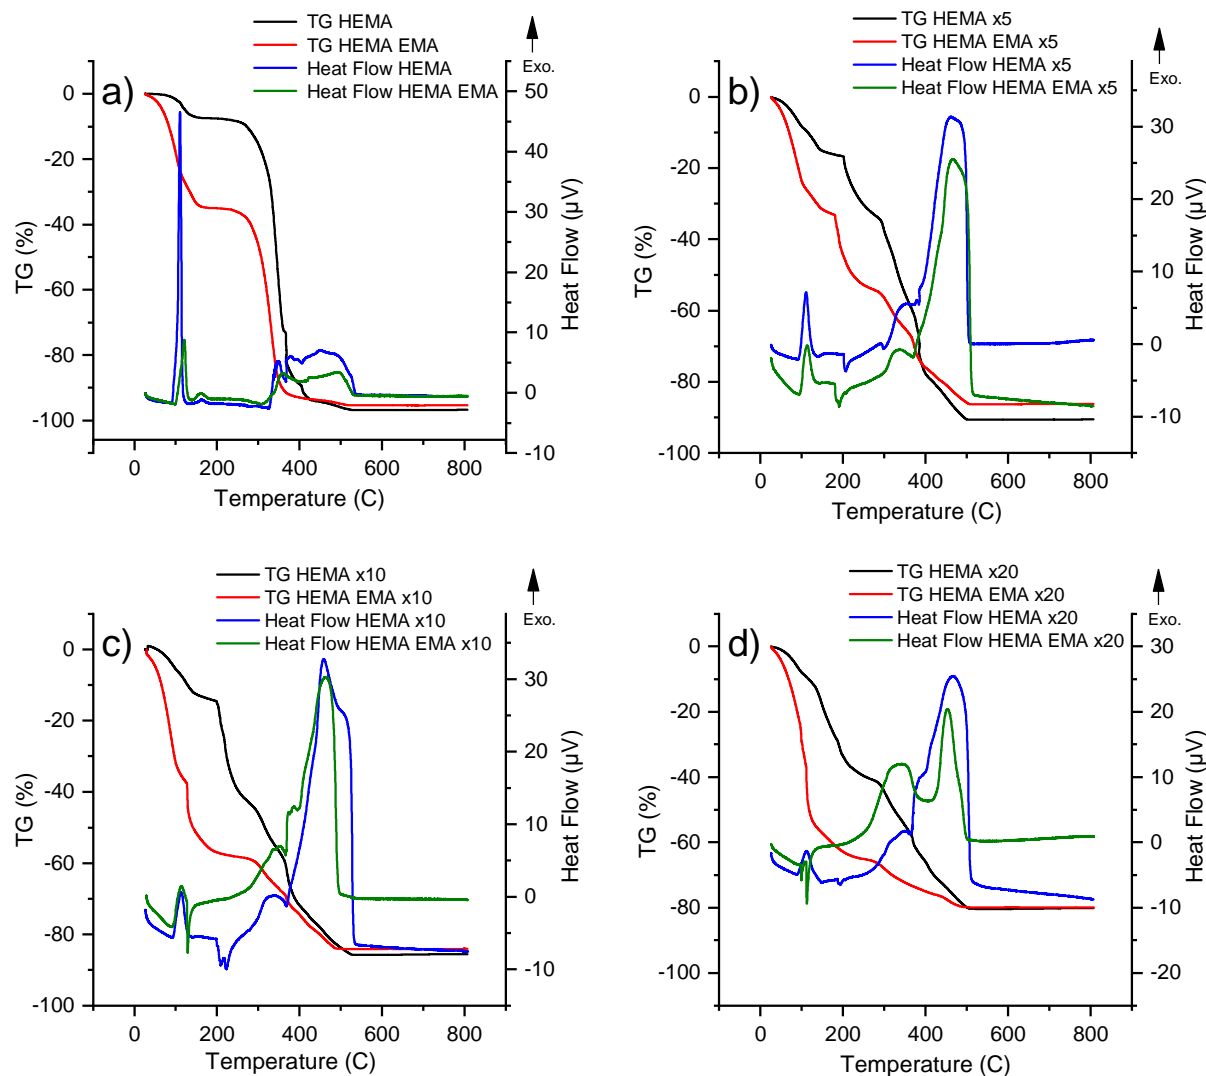 TG HEMA
TG HEMA EMA
Heat Flow HEMA
Heat Flow HEMA EMA
Exo.
a)
0
-20
-40
-60
-80
-100
TG (%)
50
40
30
20
10
0
-10
Heat Flow (µV)
0 200 400 600 800
Temperature (C)
TG HEMA x5
TG HEMA EMA x5
Heat Flow HEMA x5
Heat Flow HEMA EMA x5
Exo.
b)
0
-20
-40
-60
-80
-100
TG (%)
30
20
10
0
-10
Heat Flow (µV)
0 200 400 600 800
Temperature (C)
TG HEMA x10
TG HEMA EMA x10
Heat Flow HEMA x10
Heat Flow HEMA EMA x10
Exo.
c)
0
-20
-40
-60
-80
-100
TG (%)
30
20
10
0
-10
Heat Flow (µV)
0 200 400 600 800
Temperature (C)
TG HEMA x20
TG HEMA EMA x20
Heat Flow HEMA x20
Heat Flow HEMA EMA x20
Exo.
d)
0
-20
-40
-60
-80
-100
TG (%)
30
20
10
0
-10
-20
Heat Flow (µV)
0 200 400 600 800
Temperature (C)